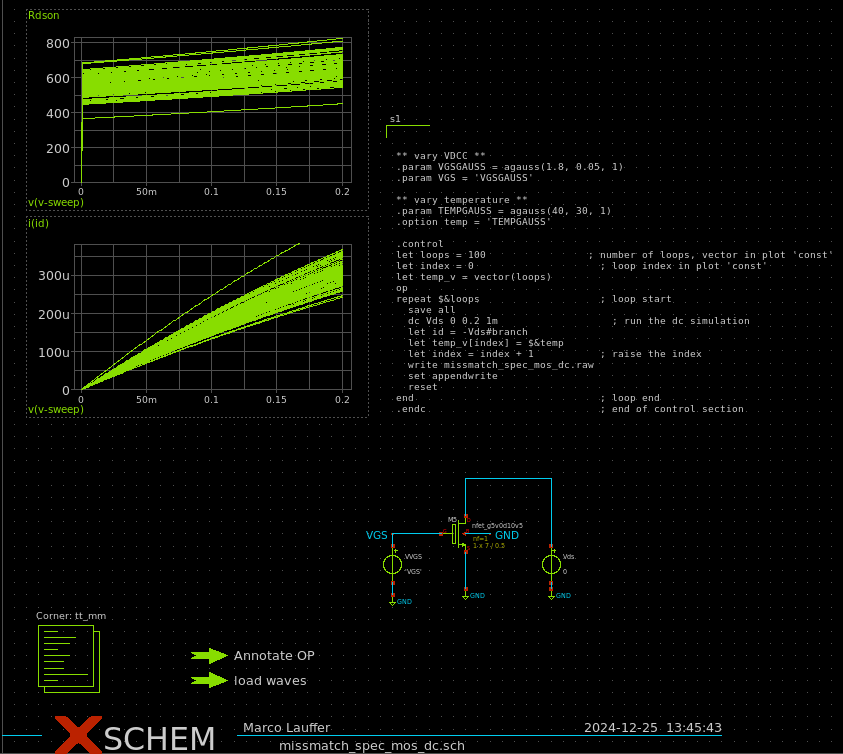 Rdson
800
600
400
200
0
0 50m 0.1 0.15 0.2
v(v-sweep)
i(id)
300u
200u
100u
0
0 50m 0.1 0.15 0.2
v(v-sweep)
s1
** vary VDCC **
.param VGSGAUSS = agauss(1.8, 0.05, 1)
.param VGS = 'VGSGAUSS'
** vary temperature **
.param TEMPGAUSS = agauss(40, 30, 1)
.option temp = 'TEMPGAUSS'
.control
let loops = 100 ; number of loops, vector in plot 'const'
let index = 0 ; loop index in plot 'const'
let temp_v = vector(loops)
op
repeat $&loops ; loop start
save all
dc Vds 0 0.2 1m ; run the dc simulation
let id = -Vds#branch
let temp_v[index] = $&temp
let index = index + 1 ; raise the index
write missmatch_spec_mos_dc.raw
set appendwrite
reset
end ; loop end
.endc ; end of control section
VGS
VVGS
'VGS'
GND
M5
nfet_g5v0d10v5
nf=1
1 x 7 / 0.5
GND
GND
Vds
0
GND
Corner: tt_mm
Annotate OP
load waves
XSCHEM
Marco Lauffer 2024-12-25 13:45:43
missmatch_spec_mos_dc.sch